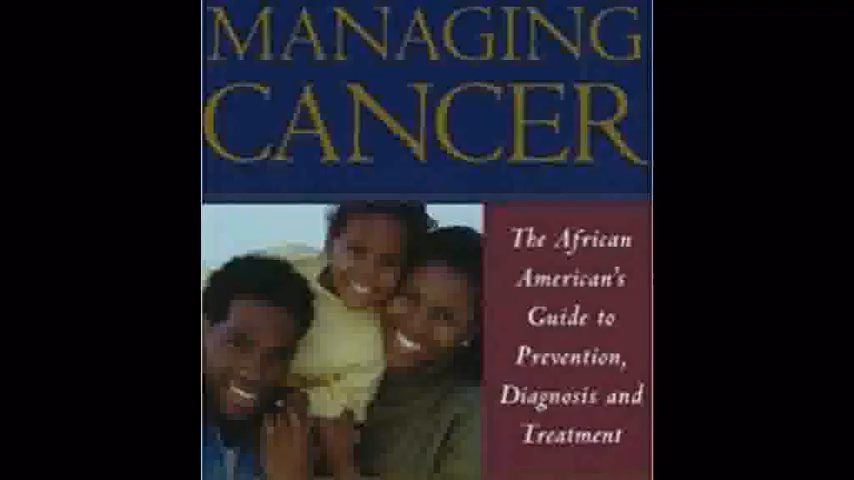 MANAGING
CANCER
The African
American's
Guide to
Prevention,
Diagnosis and
Treatment